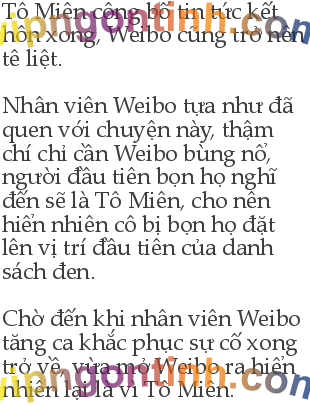 Tô Miên công bố tin tức kết
hôn xong, Weibo cũng trở nên
tê liệt.
Nhân viên Weibo tựa như đã
quen với chuyện này, thậm
chí chỉ cần Weibo bùng nổ,
người đầu tiên bọn họ nghĩ
đến sẽ là Tô Miên, cho nên
hiển nhiên cô bị bọn họ đặt
lên vị trí đầu tiên của danh
sách đen.
Chờ đến khi nhân viên Weibo
tăng ca khắc phục sự cố xong
trở về, vừa mở Weibo ra hiển
nhiên lại là vì Tô Miên.
vipngontinh.com
vipngontinh.com